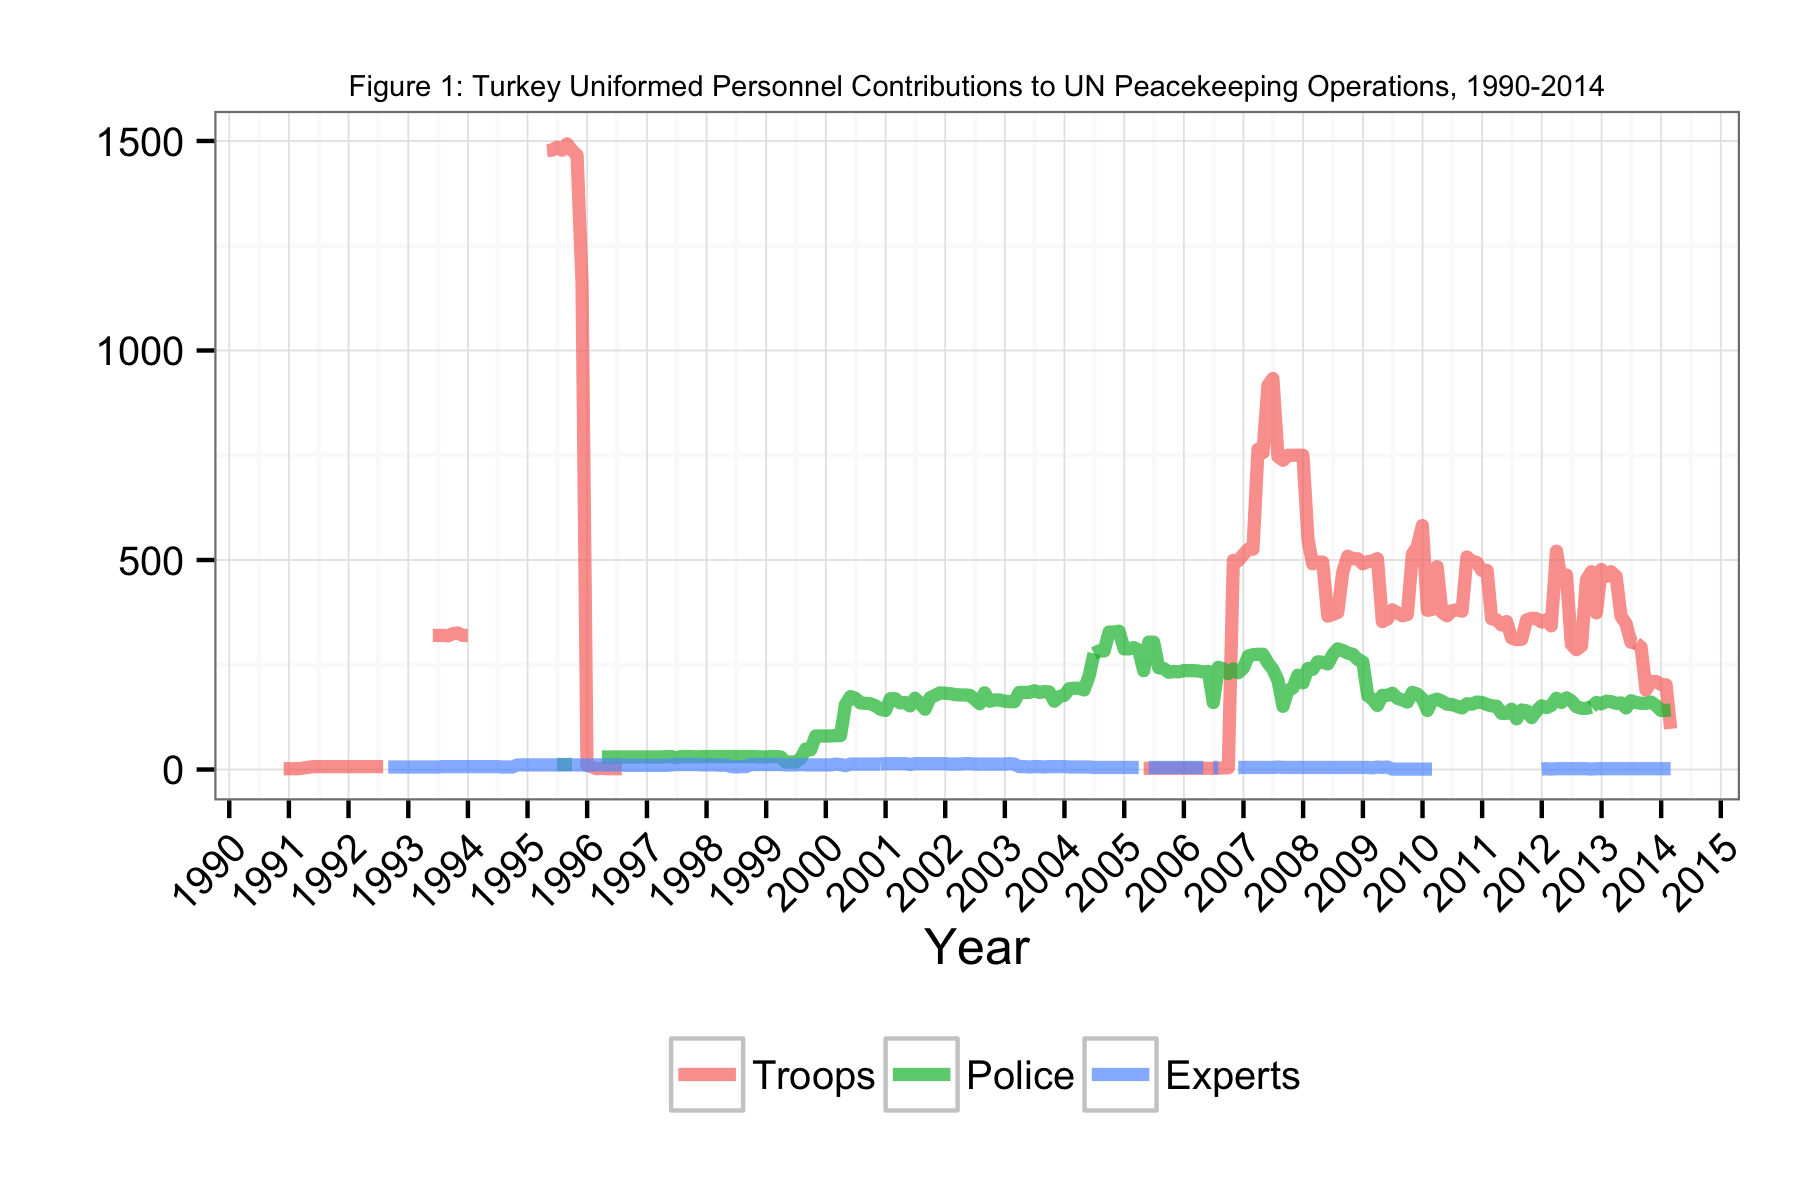 Figure 1: Turkey Uniformed Personnel Contributions to UN Peacekeeping Operations, 1990-2014
1500
1000
500
0
1990 1991 1992 1993 1994 1995 1996 1997 1998 1999 2000 2001 2002 2003 2004 2005 2006 2007 2008 2009 2010 2011 2012 2013 2014 2015
Year
Troops Police Experts